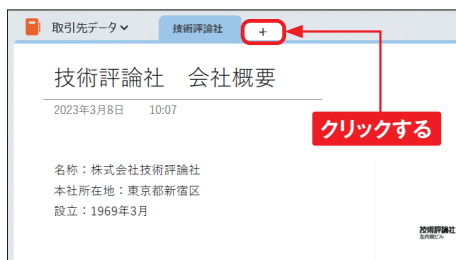 取引先データ
技術評論社
+
技術評論社　会社概要
2023年3月8日　10:07
クリックする
名称：株式会社技術評論社
本社所在地：東京都新宿区
設立：1969年3月
技術評論社